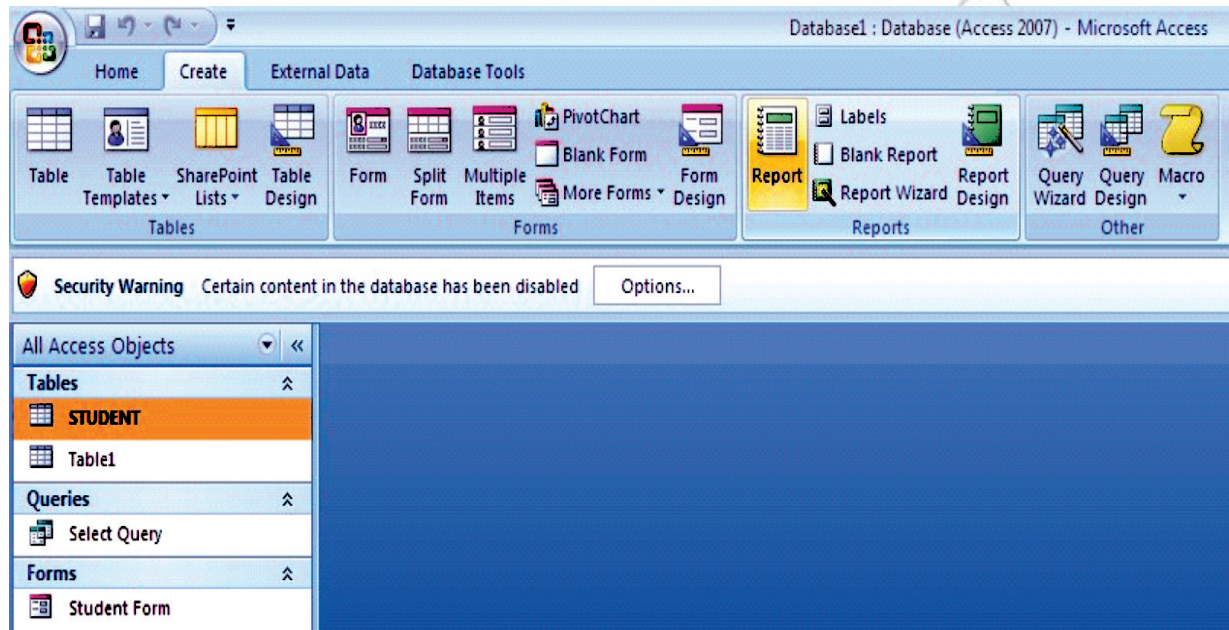 Database1 : Database (Access 2007) - Microsoft Access
Home Create External Data Database Tools
Table
Table Templates
SharePoint Lists
Table Design
Tables
Form
Split Form
Multiple Items
PivotChart
Blank Form
More Forms
Form Design
Forms
Report
Labels
Blank Report
Report Wizard
Report Design
Reports
Query Wizard
Query Design
Macro
Other
Security Warning Certain content in the database has been disabled Options...
All Access Objects
Tables
STUDENT
Table1
Queries
Select Query
Forms
Student Form